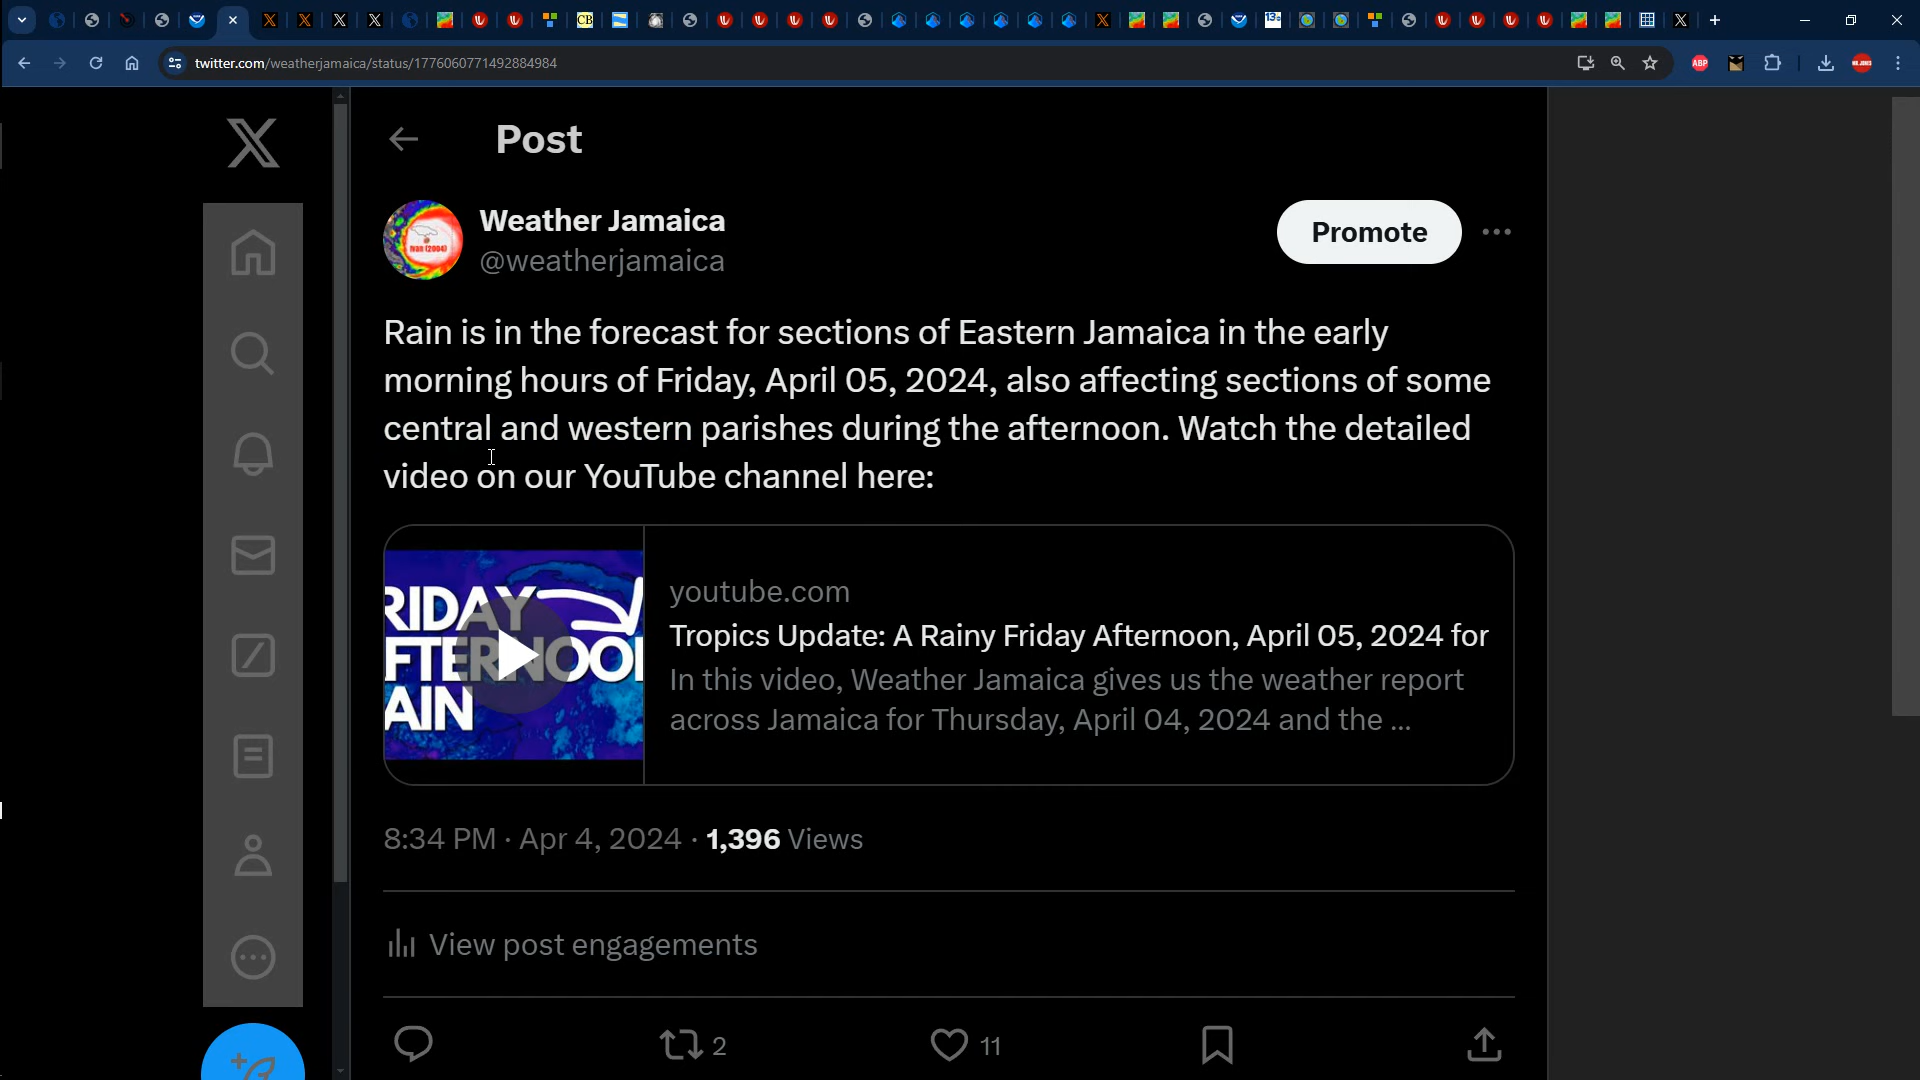 twitter.com/weatherjamaica/status/1776060771492884984
Post
Weather Jamaica
@weatherjamaica
Promote
Rain is in the forecast for sections of Eastern Jamaica in the early
morning hours of Friday, April 05, 2024, also affecting sections of some
central and western parishes during the afternoon. Watch the detailed
video on our YouTube channel here:
RIDAY
FTERNOON
AIN
youtube.com
Tropics Update: A Rainy Friday Afternoon, April 05, 2024 for
In this video, Weather Jamaica gives us the weather report
across Jamaica for Thursday, April 04, 2024 and the ...
8:34 PM · Apr 4, 2024 · 1,396 Views
View post engagements
2
11